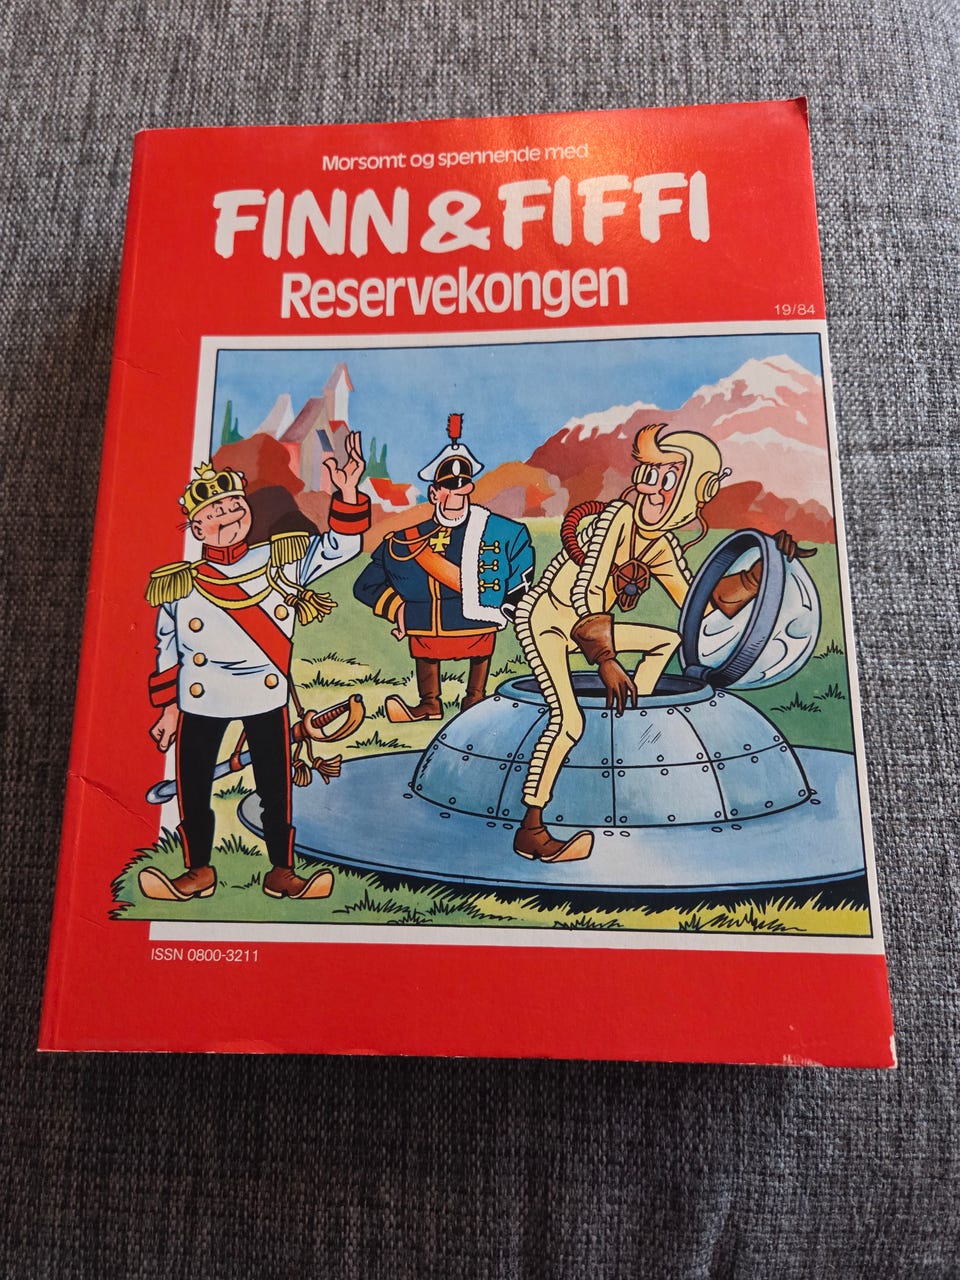 Morsomt og spennende med
FINN & FIFFI
Reservekongen
19/84
ISSN 0800-3211